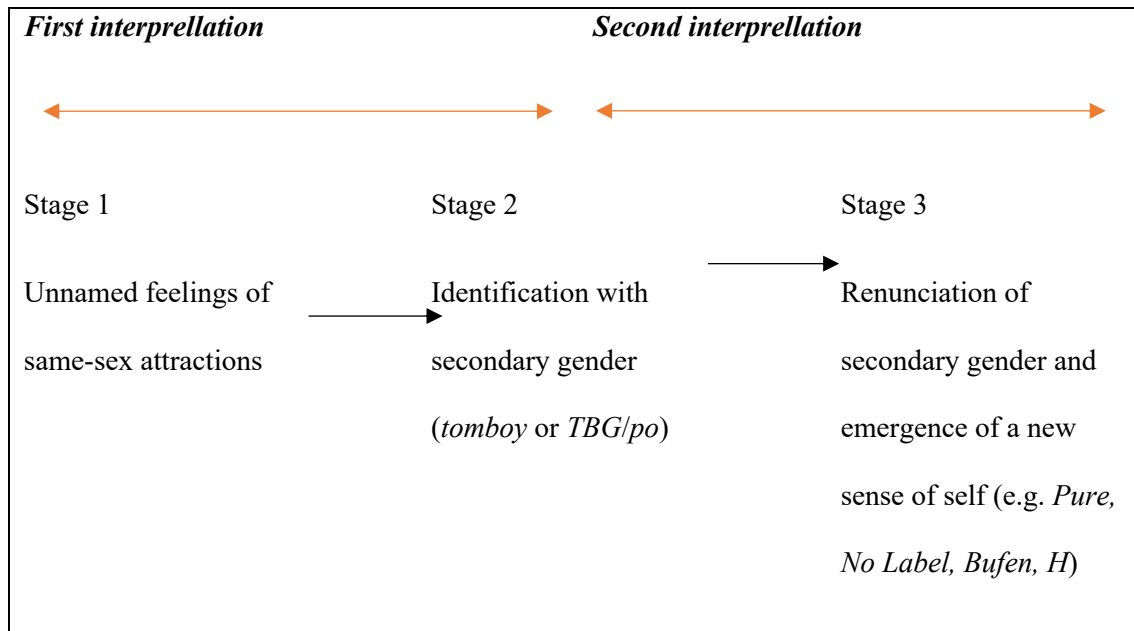 First interprellation
Second interprellation
Stage 1
Unnamed feelings of
same-sex attractions
Stage 2
Identification with
secondary gender
(tomboy or TBG/po)
Stage 3
Renunciation of
secondary gender and
emergence of a new
sense of self (e.g. Pure,
No Label, Bufen, H)